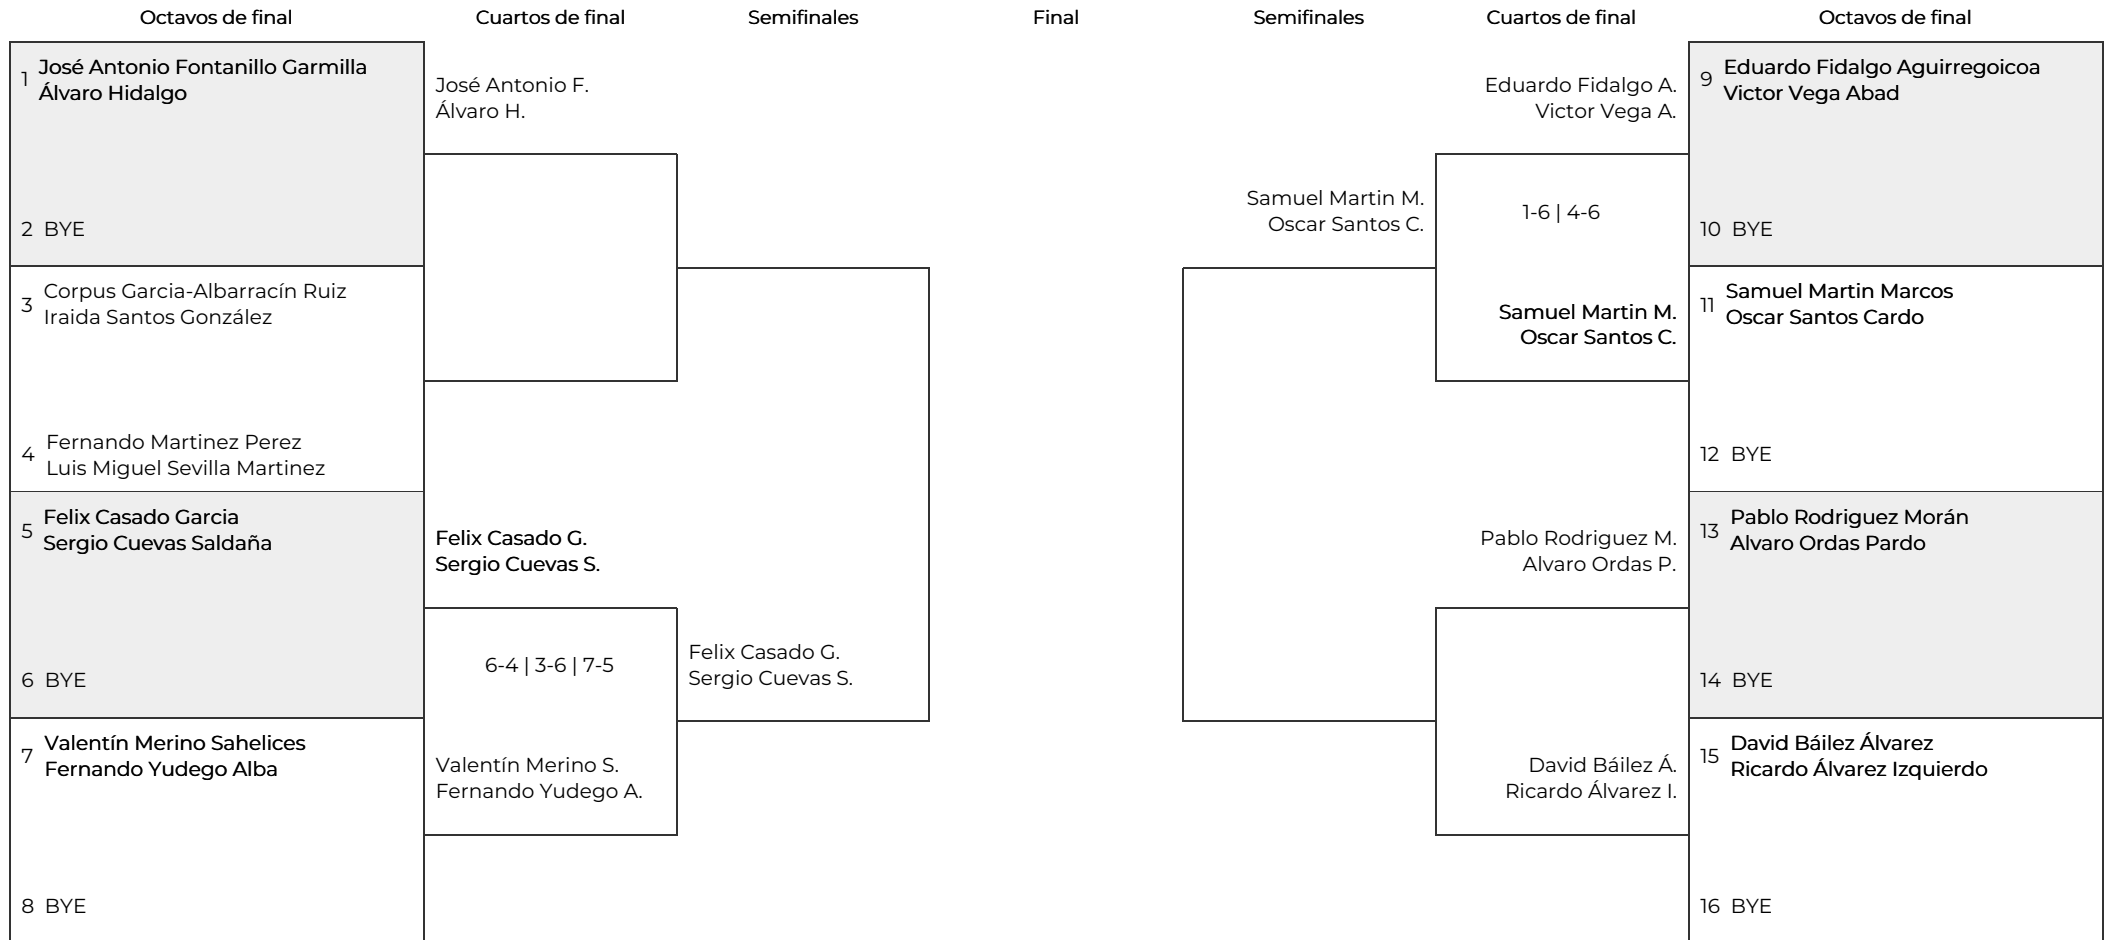 Octavos de final
Cuartos de final
Semifinales
Final
Semifinales
Cuartos de final
Octavos de final
1 José Antonio Fontanillo Garmilla
Álvaro Hidalgo
2 BYE
3 Corpus Garcia-Albarracín Ruiz
Iraida Santos González
4 Fernando Martinez Perez
Luis Miguel Sevilla Martinez
5 Felix Casado Garcia
Sergio Cuevas Saldaña
6 BYE
7 Valentín Merino Sahelices
Fernando Yudego Alba
8 BYE
José Antonio F.
Álvaro H.
Felix Casado G.
Sergio Cuevas S.
6-4 | 3-6 | 7-5
Valentín Merino S.
Fernando Yudego A.
Felix Casado G.
Sergio Cuevas S.
Samuel Martin M.
Oscar Santos C.
Eduardo Fidalgo A.
Victor Vega A.
1-6 | 4-6
Samuel Martin M.
Oscar Santos C.
Pablo Rodriguez M.
Alvaro Ordas P.
David Báilez Á.
Ricardo Álvarez I.
9 Eduardo Fidalgo Aguirregoicoa
Victor Vega Abad
10 BYE
11 Samuel Martin Marcos
Oscar Santos Cardo
12 BYE
13 Pablo Rodriguez Morán
Alvaro Ordas Pardo
14 BYE
15 David Báilez Álvarez
Ricardo Álvarez Izquierdo
16 BYE